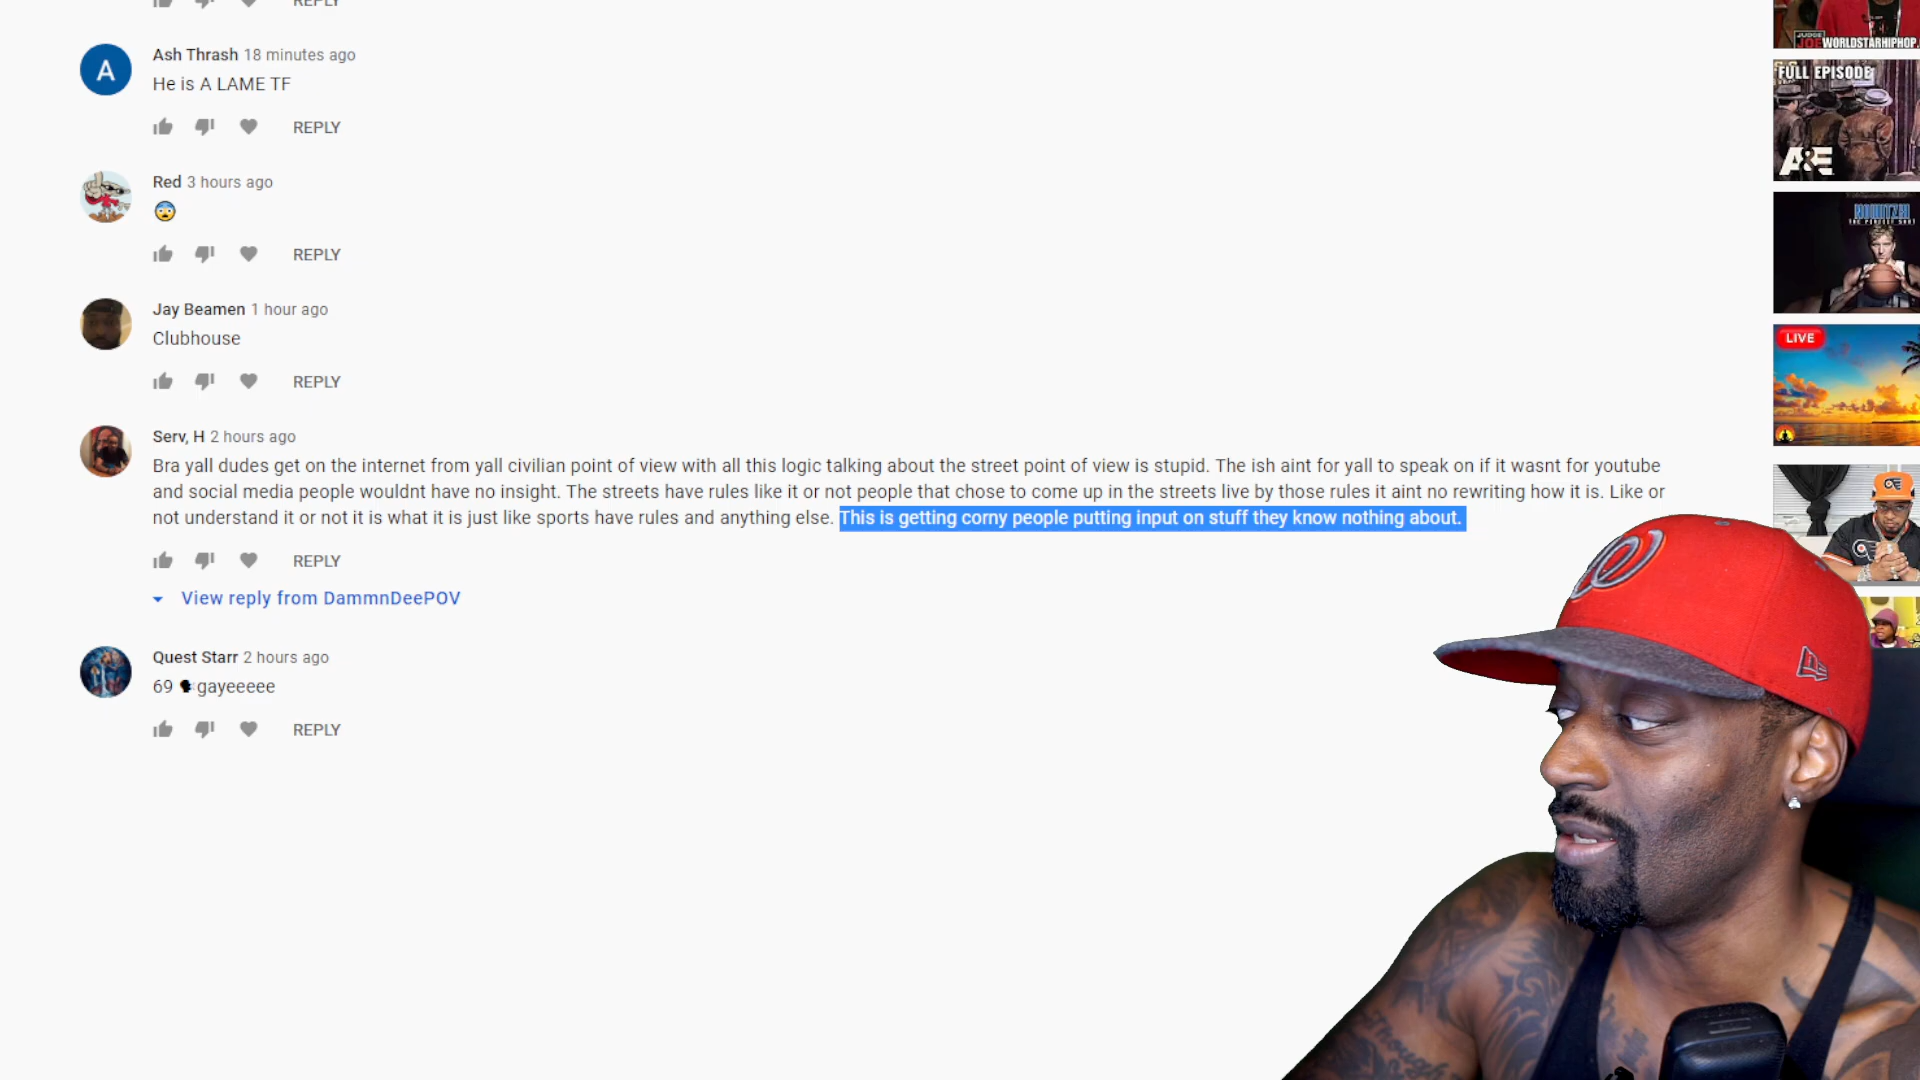 REPLY
A
Ash Thrash 18 minutes ago
He is A LAME TF
REPLY
Red 3 hours ago
REPLY
Jay Beamen 1 hour ago
Clubhouse
REPLY
Serv, H 2 hours ago
Bra yall dudes get on the internet from yall civilian point of view with all this logic talking about the street point of view is stupid. The ish aint for yall to speak on if it wasnt for youtube
and social media people wouldnt have no insight. The streets have rules like it or not people that chose to come up in the streets live by those rules it aint no rewriting how it is. Like or
not understand it or not it is what it is just like sports have rules and anything else. This is getting corny people putting input on stuff they know nothing about.
REPLY
View reply from DammnDeePOV
Quest Starr 2 hours ago
69 🗣gayeeeee
REPLY
JUDGE
JOE
WORLDSTARHIPHOP.
FULL EPISODE
A&E
NOWITZKI
THE PERFECT SHOT
LIVE